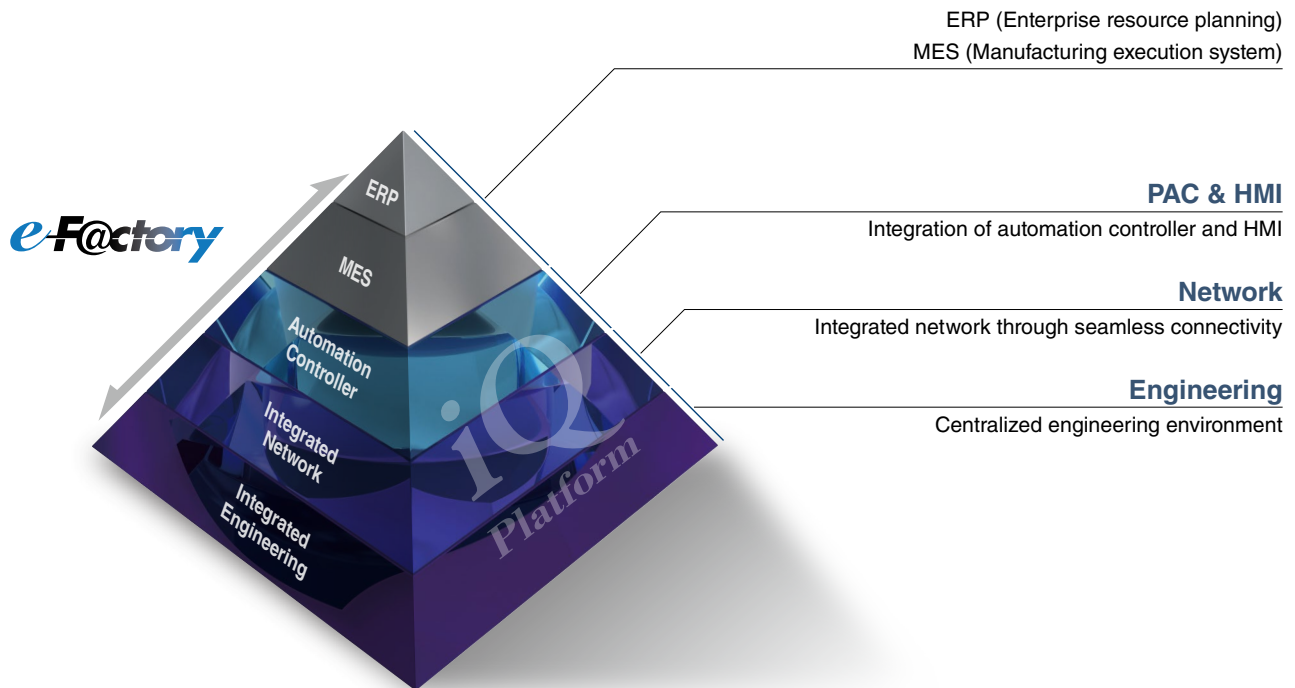 ERP (Enterprise resource planning)
MES (Manufacturing execution system)
ERP
PAC & HMI
Integration of automation controller and HMI
e-F@ctory
MES
Network
Integrated network through seamless connectivity
Automation
Controller
Engineering
Centralized engineering environment
Integrated
Network
iQ
Platform
Integrated
Engineering